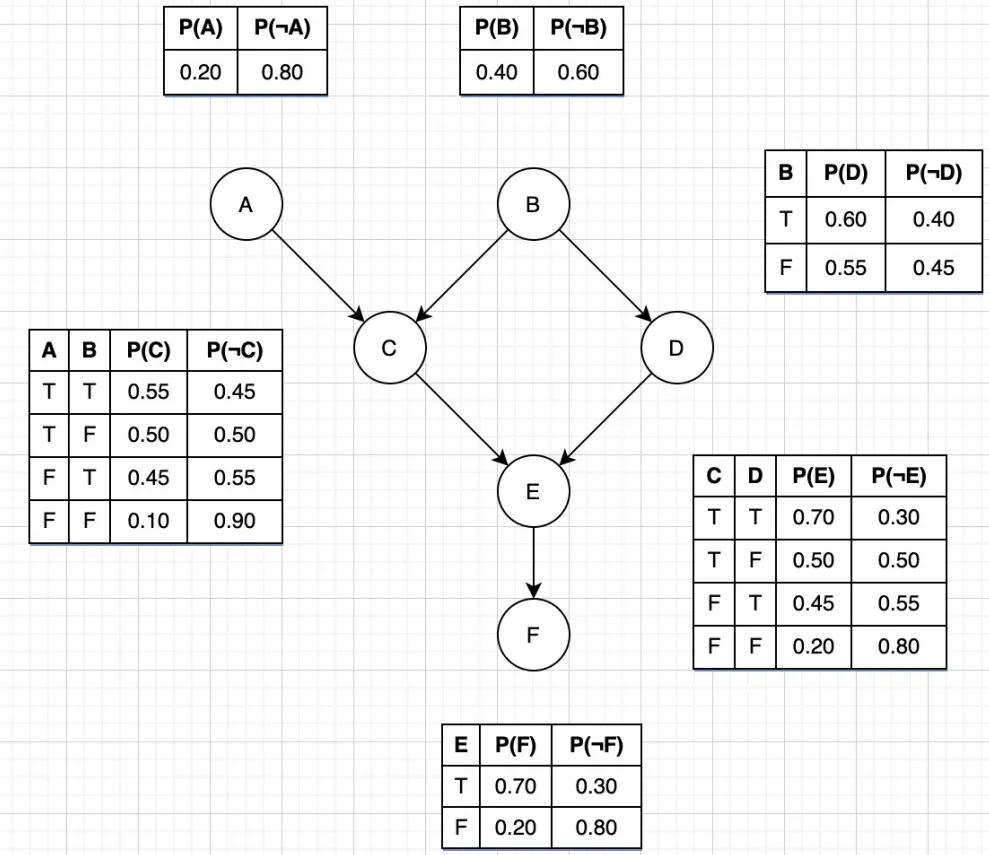 P(A) P(¬A)
0.20 0.80
P(B) P(¬B)
0.40 0.60
B P(D) P(¬D)
T 0.60 0.40
F 0.55 0.45
A
B
C
D
E
F
A B P(C) P(¬C)
T T 0.55 0.45
T F 0.50 0.50
F T 0.45 0.55
F F 0.10 0.90
C D P(E) P(¬E)
T T 0.70 0.30
T F 0.50 0.50
F T 0.45 0.55
F F 0.20 0.80
E P(F) P(¬F)
T 0.70 0.30
F 0.20 0.80